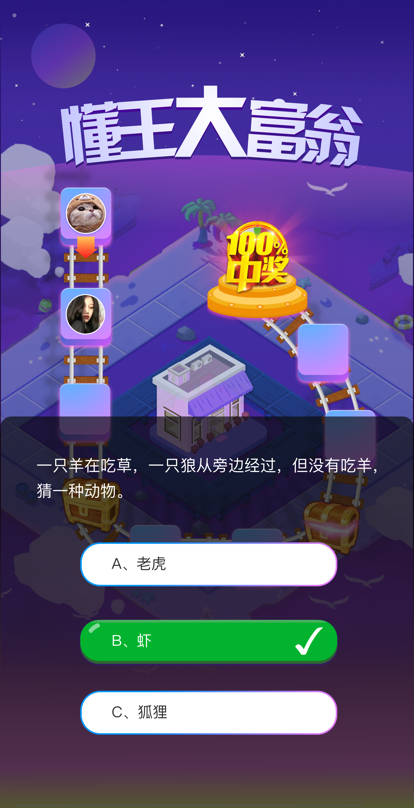 懂王大富翁
100%
中奖
一只羊在吃草，一只狼从旁边经过，但没有吃羊，
猜一种动物。
A、老虎
B、虾
C、狐狸